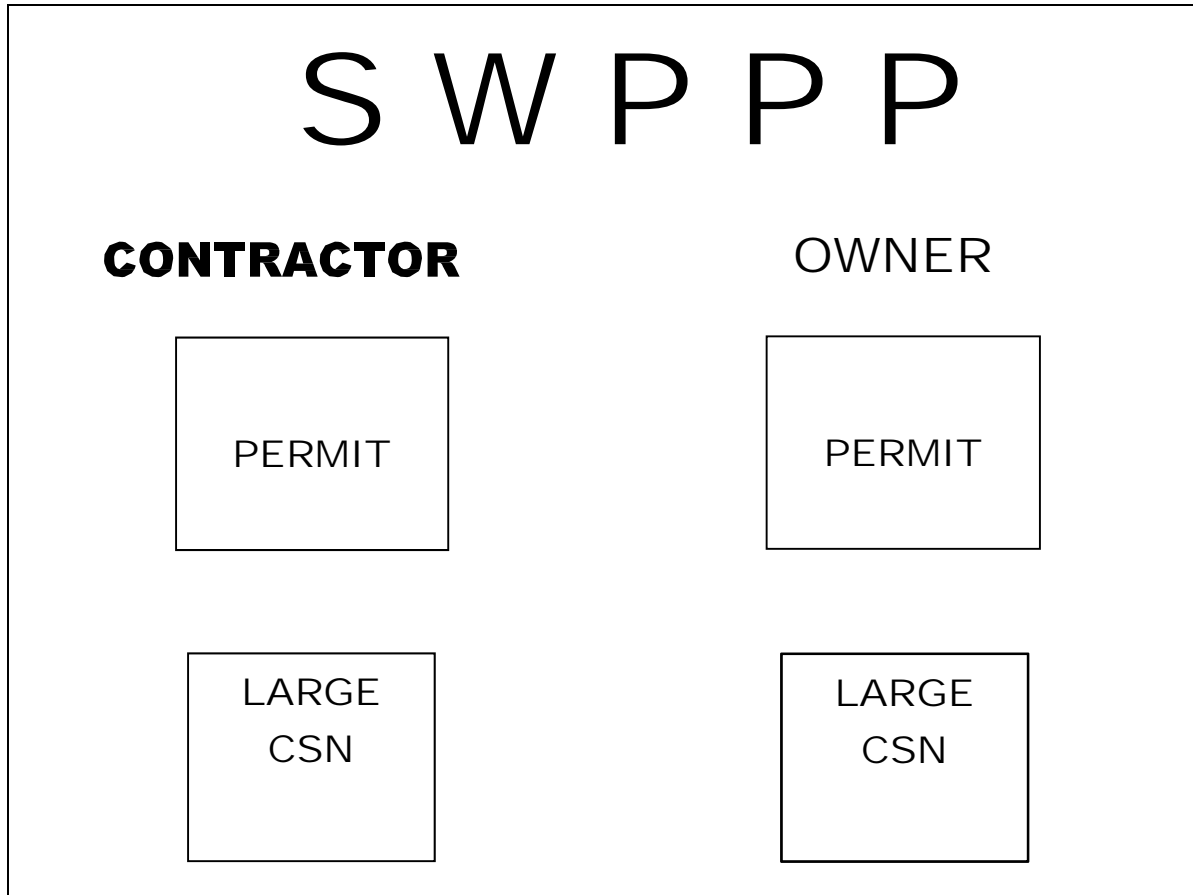 S W P P P
CONTRACTOR
OWNER
PERMIT
PERMIT
LARGE
CSN
LARGE
CSN